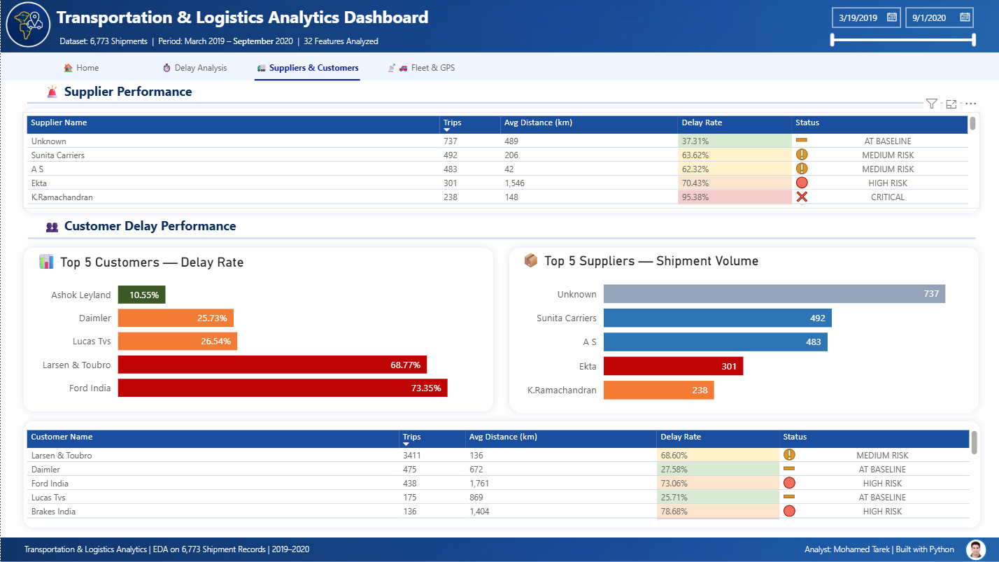 Transportation & Logistics Analytics Dashboard
Dataset: 6,773 Shipments | Period: March 2019 – September 2020 | 32 Features Analyzed
3/19/2019 9/1/2020
Home Delay Analysis Suppliers & Customers Fleet & GPS
Supplier Performance
Supplier Name Trips Avg Distance (km) Delay Rate Status
Unknown 737 489 37.31% AT BASELINE
Sunita Carriers 492 206 63.62% MEDIUM RISK
A S 483 42 62.32% MEDIUM RISK
Ekta 301 1,546 70.43% HIGH RISK
K.Ramachandran 238 148 95.38% CRITICAL
Customer Delay Performance
Top 5 Customers — Delay Rate
Ashok Leyland 10.55%
Daimler 25.73%
Lucas Tvs 26.54%
Larsen & Toubro 68.77%
Ford India 73.35%
Top 5 Suppliers — Shipment Volume
Unknown 737
Sunita Carriers 492
A S 483
Ekta 301
K.Ramachandran 238
Customer Name Trips Avg Distance (km) Delay Rate Status
Larsen & Toubro 3411 136 68.60% MEDIUM RISK
Daimler 475 672 27.58% AT BASELINE
Ford India 438 1,761 73.06% HIGH RISK
Lucas Tvs 175 869 25.71% AT BASELINE
Brakes India 136 1,404 78.68% HIGH RISK
Transportation & Logistics Analytics | EDA on 6,773 Shipment Records | 2019–2020
Analyst: Mohamed Tarek | Built with Python